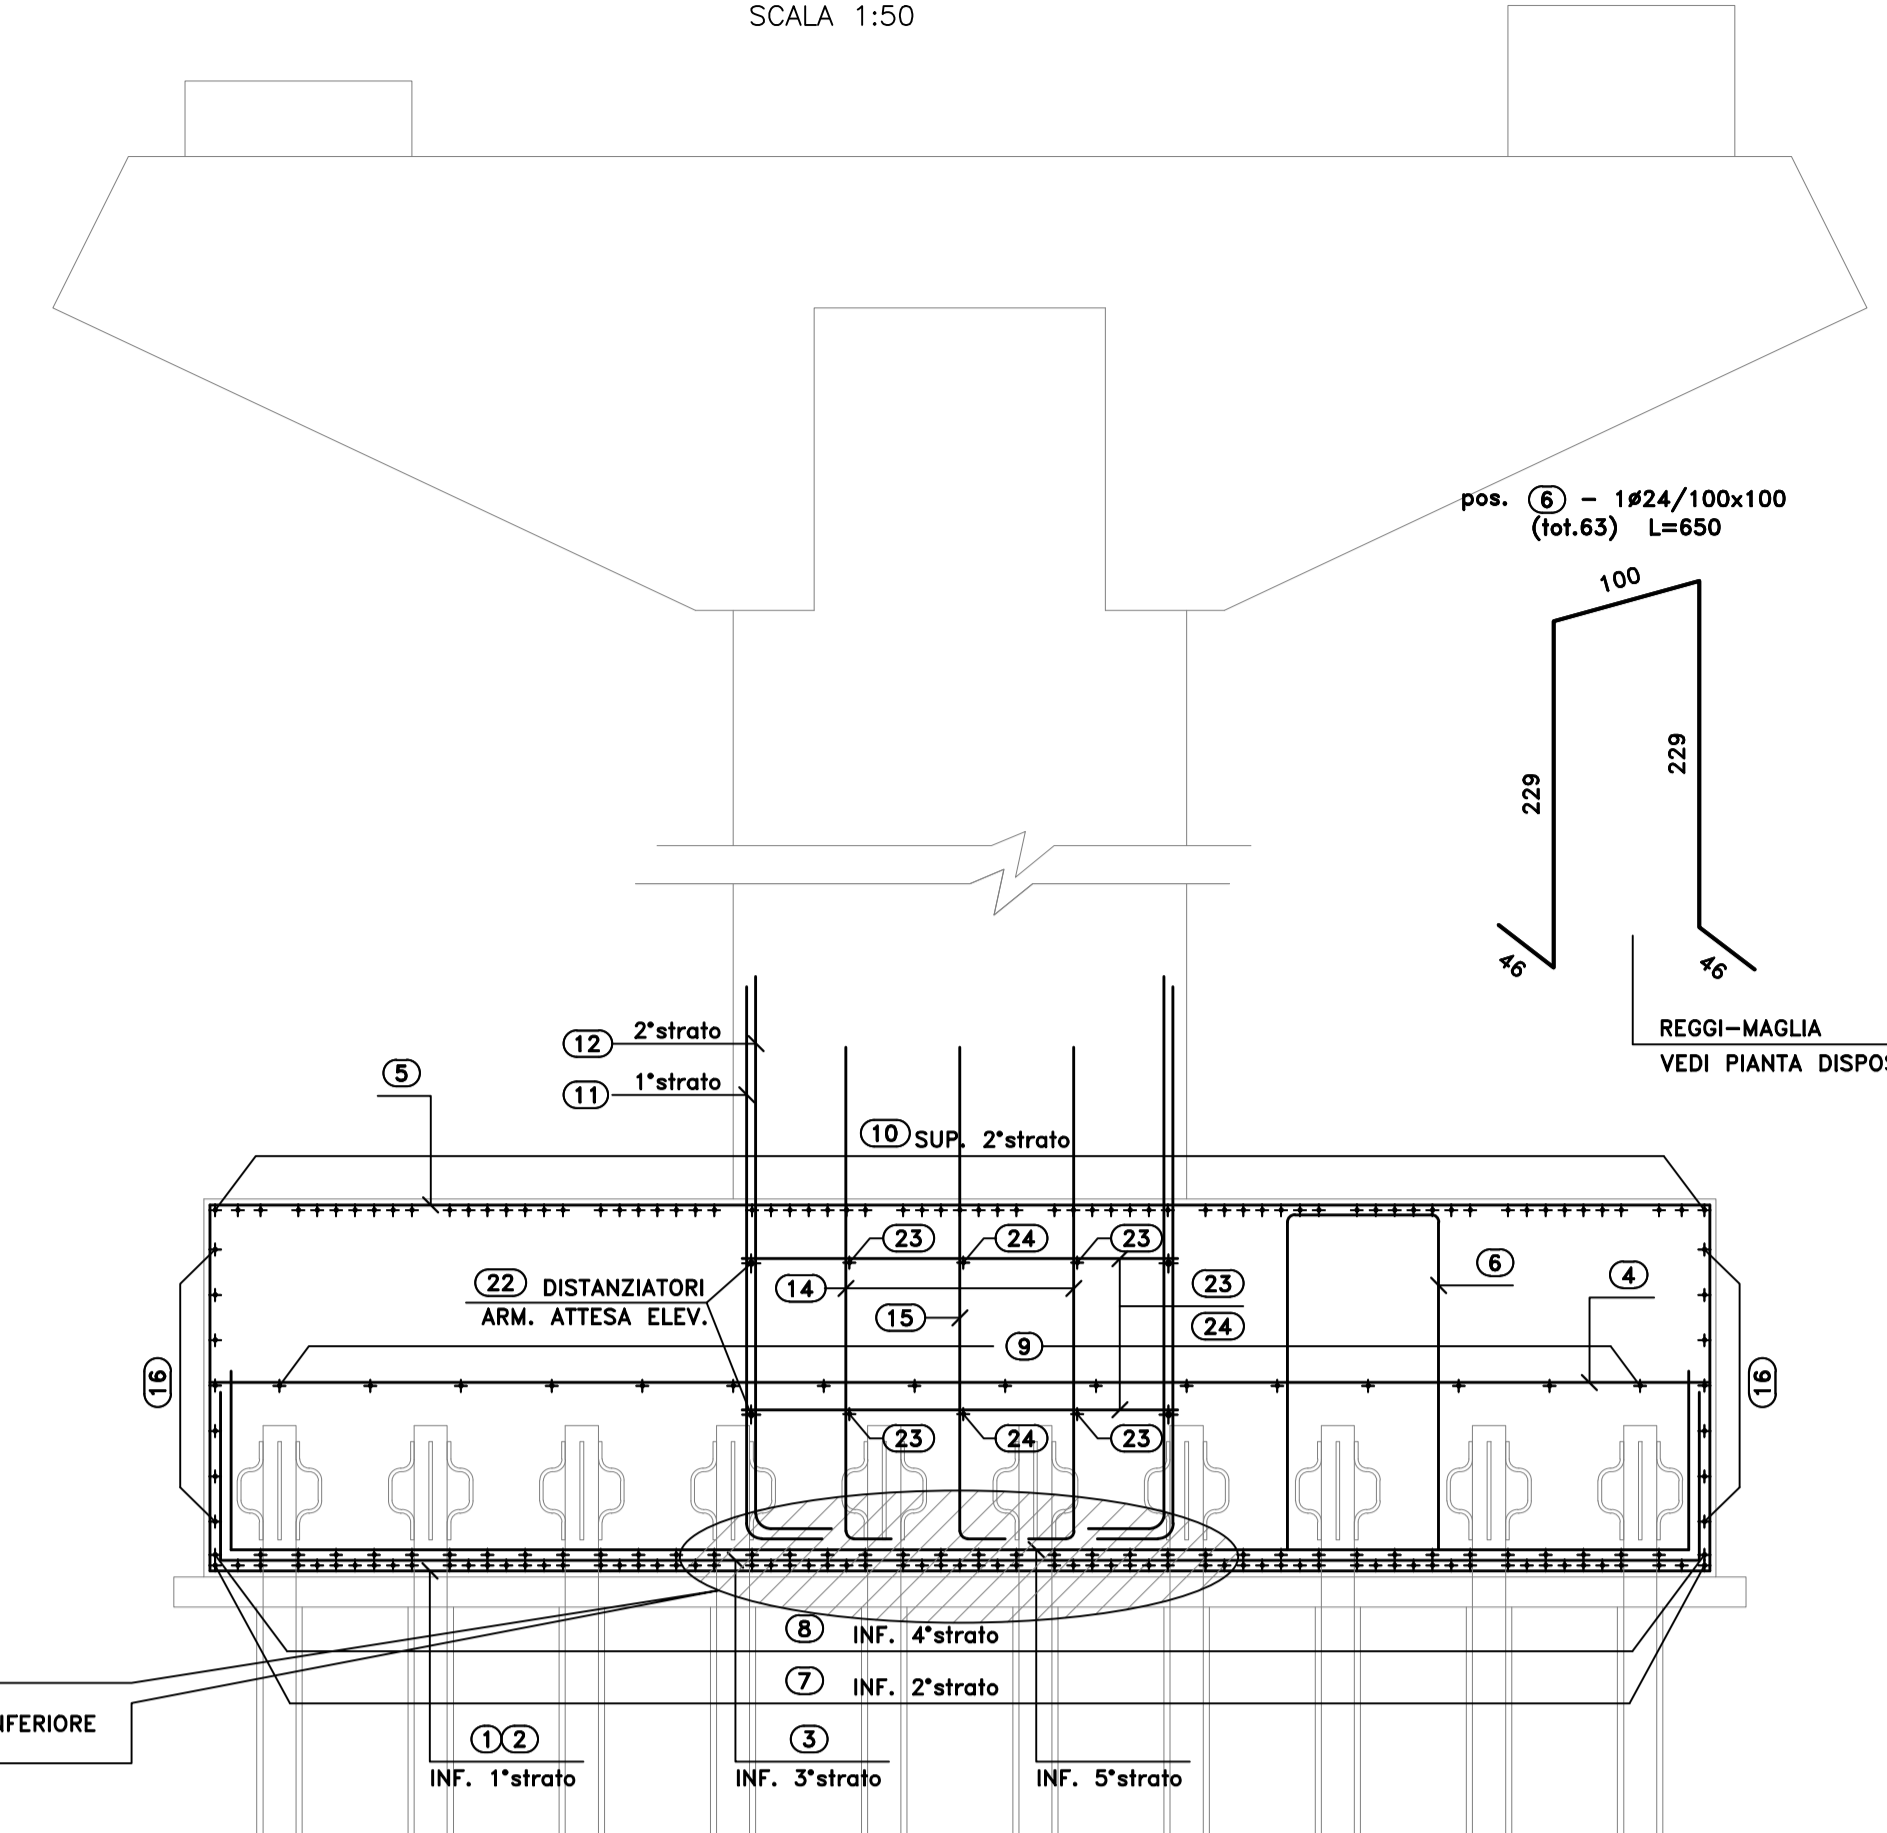 SCALA 1:50
pos. 6 - 1ø24/100x100
(tot.63) L=650
100
229
229
46
46
REGGI-MAGLIA
VEDI PIANTA DISPOS
12 2°strato
11 1°strato
5
10 SUP. 2°strato
23 24 23
22 DISTANZIATORI
ARM. ATTESA ELEV.
14
15
23
24
6
4
9
16
16
23 24 23
8 INF. 4°strato
7 INF. 2°strato
NFERIORE
1 2
INF. 1°strato
3
INF. 3°strato
INF. 5°strato